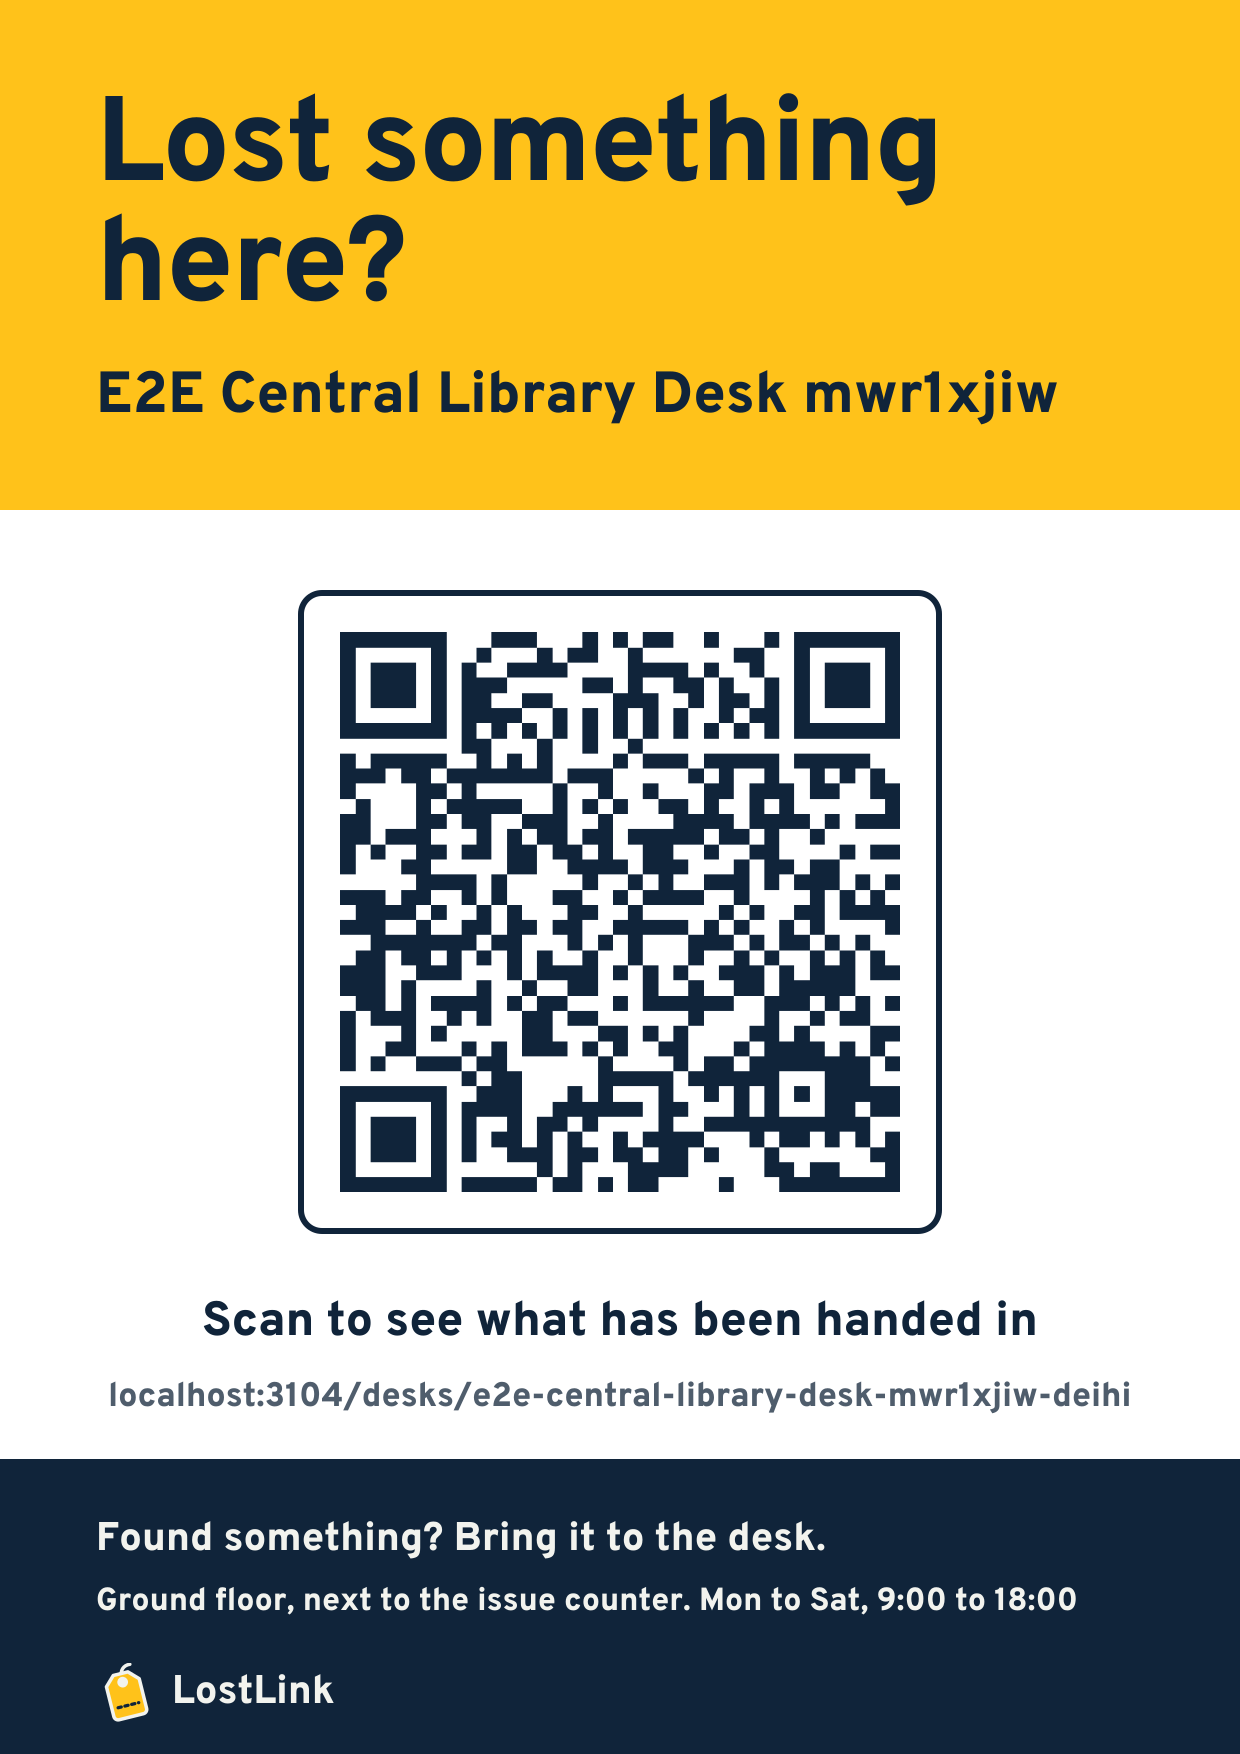 Lost something
here?
E2E Central Library Desk mwr1xjiw
Scan to see what has been handed in
localhost:3104/desks/e2e-central-library-desk-mwr1xjiw-deihi
Found something? Bring it to the desk.
Ground floor, next to the issue counter. Mon to Sat, 9:00 to 18:00
LostLink